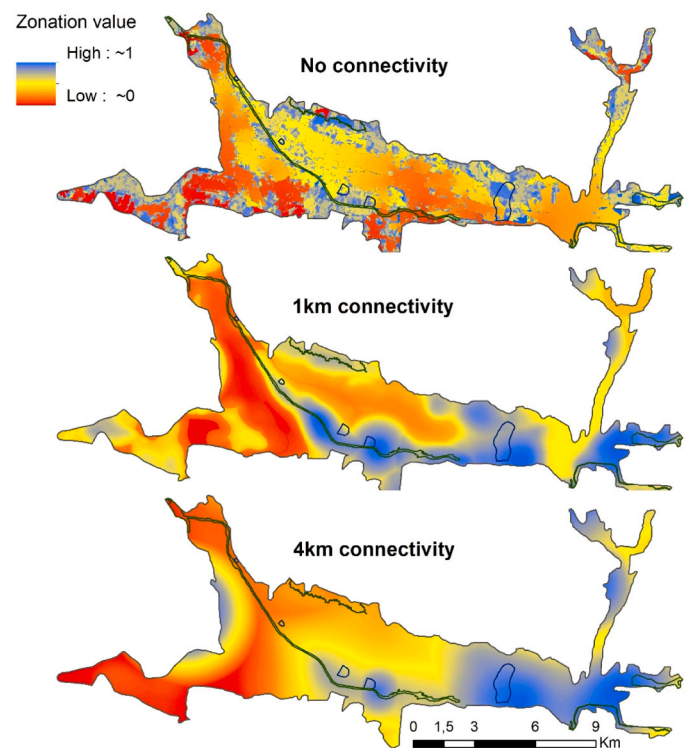 Zonation value
High : ~1
Low : ~0
No connectivity
1km connectivity
4km connectivity
0 1,5 3 6 9
Km